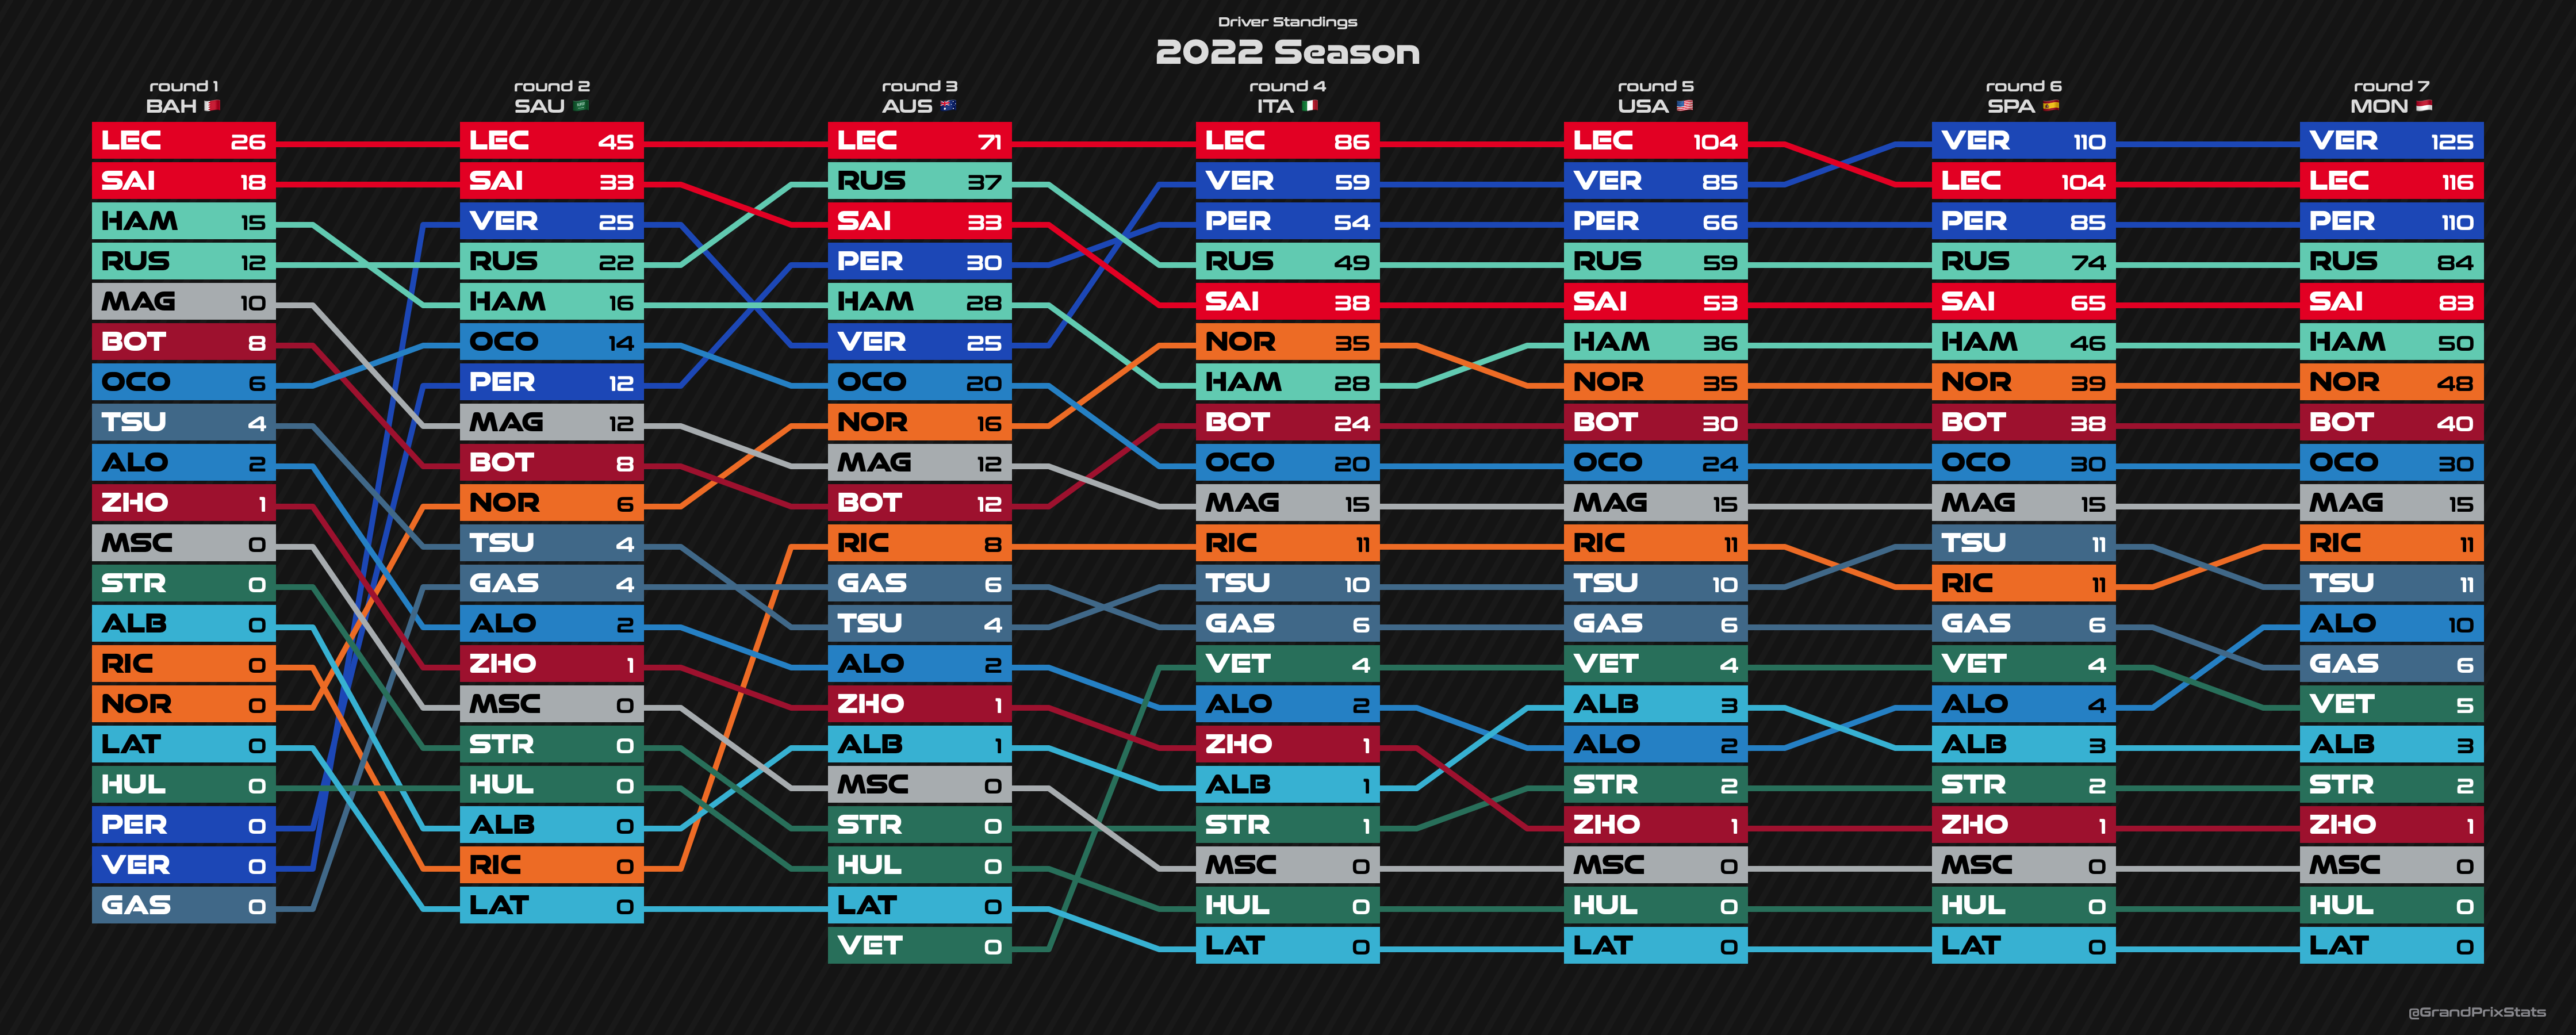 Driver Standings
2022 Season
round 1 round 2 round 3 round 4 round 5 round 6 round 7
BAH SAU AUS ITA USA SPA MON
LEC 26 LEC 45 LEC 71 LEC 86 LEC 104 VER 110 VER 125
SAI 18 SAI 33 RUS 37 VER 59 VER 85 LEC 104 LEC 116
HAM 15 VER 25 SAI 33 PER 54 PER 66 PER 85 PER 110
RUS 12 RUS 22 PER 30 RUS 49 RUS 59 RUS 74 RUS 84
MAG 10 HAM 16 HAM 28 SAI 38 SAI 53 SAI 65 SAI 83
BOT 8 OCO 14 VER 25 NOR 35 HAM 36 HAM 46 HAM 50
OCO 6 PER 12 OCO 20 HAM 28 NOR 35 NOR 39 NOR 48
TSU 4 MAG 12 NOR 16 BOT 24 BOT 30 BOT 38 BOT 40
ALO 2 BOT 8 MAG 12 OCO 20 OCO 24 OCO 30 OCO 30
ZHO 1 NOR 6 BOT 12 MAG 15 MAG 15 MAG 15 MAG 15
MSC 0 TSU 4 RIC 8 RIC 11 RIC 11 TSU 11 RIC 11
STR 0 GAS 4 GAS 6 TSU 10 TSU 10 RIC 11 TSU 11
ALB 0 ALO 2 TSU 4 GAS 6 GAS 6 GAS 6 ALO 10
RIC 0 ZHO 1 ALO 2 VET 4 VET 4 VET 4 GAS 6
NOR 0 MSC 0 ZHO 1 ALO 2 ALB 3 ALO 4 VET 5
LAT 0 STR 0 ALB 1 ZHO 1 ALO 2 ALB 3 ALB 3
HUL 0 HUL 0 MSC 0 ALB 1 STR 2 STR 2 STR 2
PER 0 ALB 0 STR 0 STR 1 ZHO 1 ZHO 1 ZHO 1
VER 0 RIC 0 HUL 0 MSC 0 MSC 0 MSC 0 MSC 0
GAS 0 LAT 0 LAT 0 HUL 0 HUL 0 HUL 0 HUL 0
VET 0 LAT 0 LAT 0 LAT 0 LAT 0
@GrandPrixStats